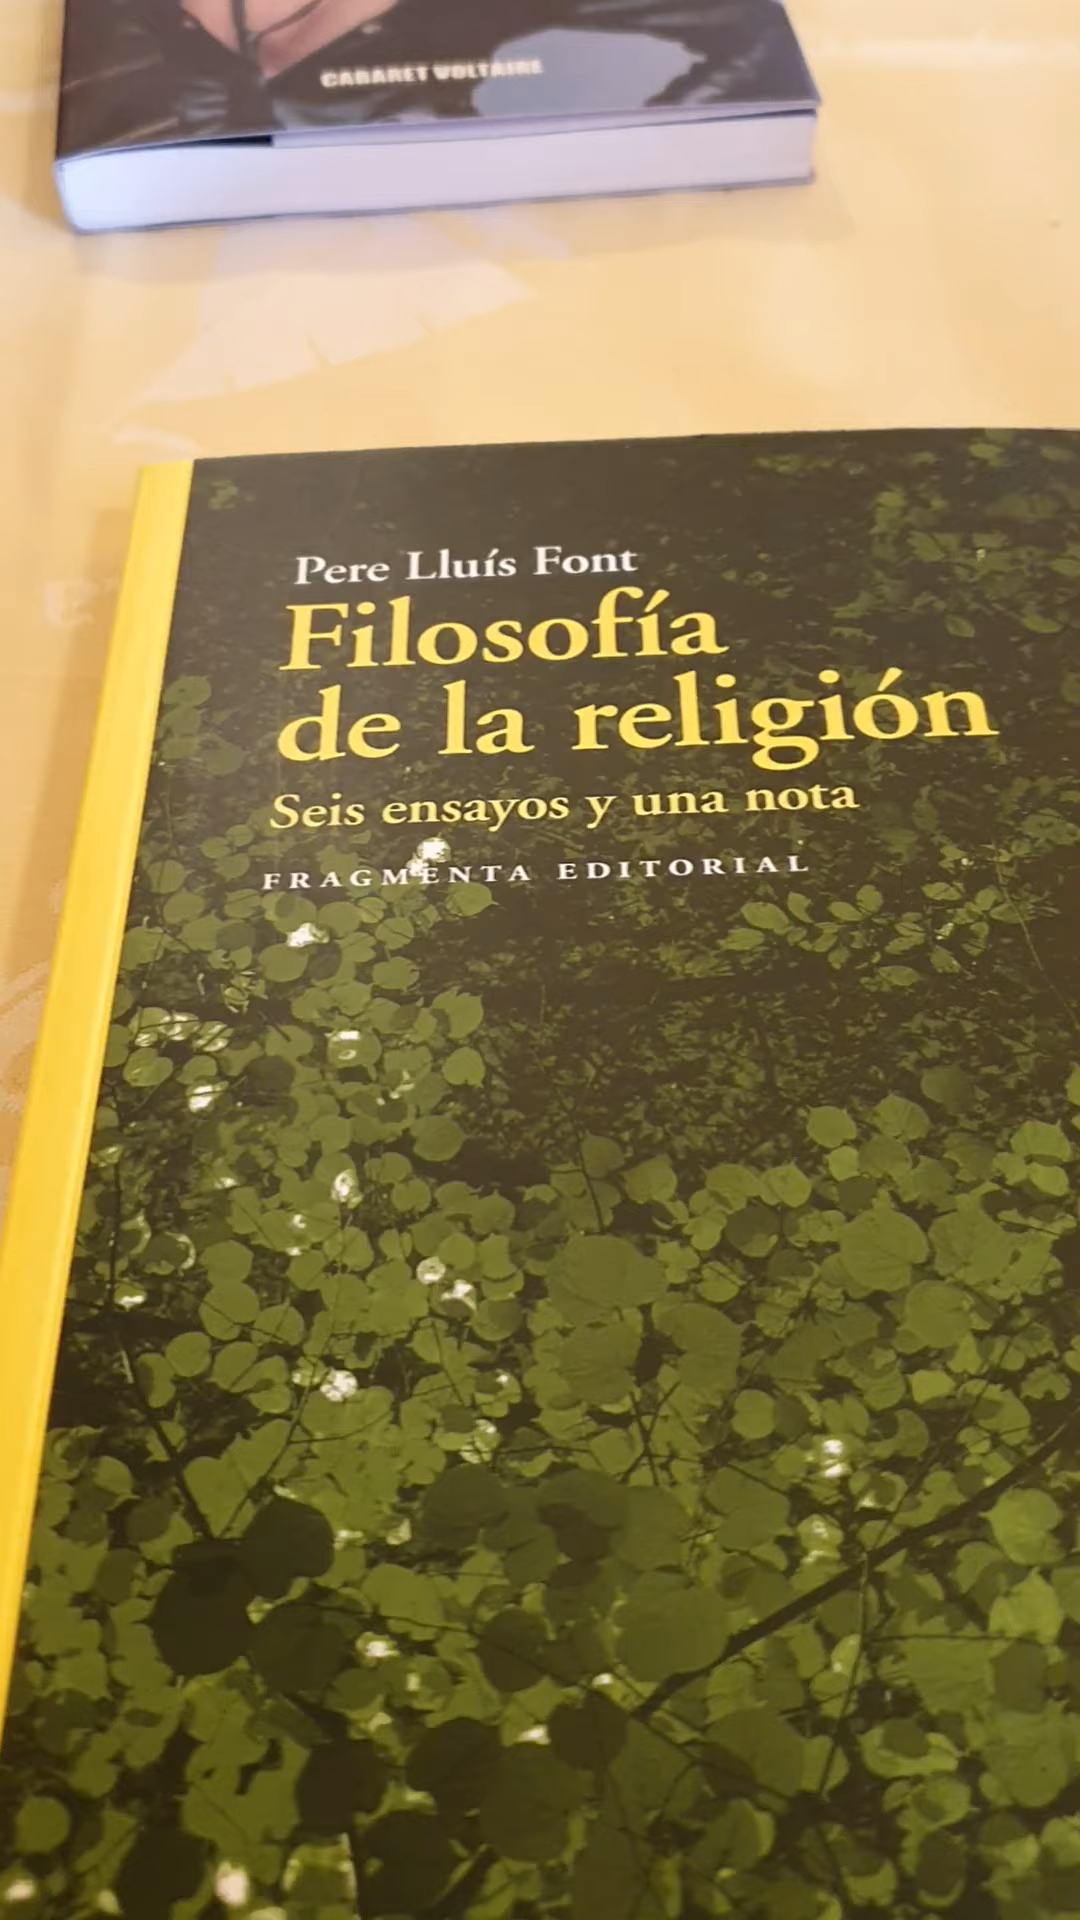 CABARET VOLTAIRE
Pere Lluís Font
Filosofía
de la religión
Seis ensayos y una nota
FRAGMENTA EDITORIAL